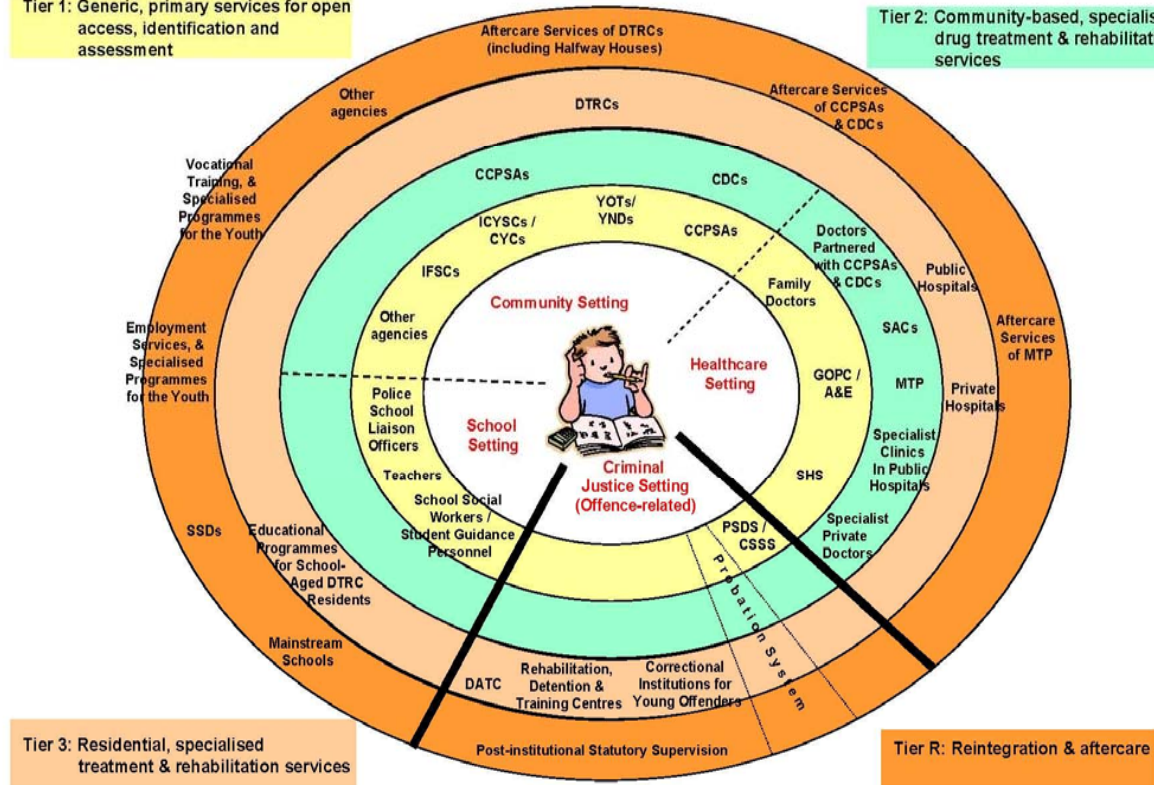 Tier 1: Generic, primary services for open
access, identification and
assessment
Tier 2: Community-based, specialis
drug treatment & rehabilitat
services
Aftercare Services of DTRCs
(including Halfway Houses)
Other
agencies
DTRCs
Aftercare Services
of CCPSAs
& CDCs
Vocational
Training, &
Specialised
Programmes
for the Youth
CCPSAs
CDCs
YOTs/
YNDs
ICYSCs /
CYCs
CCPSAs
Doctors
Partnered
with CCPSAs
& CDCs
IFSCs
Family
Doctors
Public
Hospitals
Community Setting
Other
agencies
Employment
Services, &
Specialised
Programmes
for the Youth
SACs
Aftercare
Services
of MTP
Healthcare
Setting
GOPC /
A&E
MTP
Private
Hospitals
Police
School
Liaison
Officers
School
Setting
Specialist
Clinics
In Public
Hospitals
Teachers
Criminal
Justice Setting
(Offence-related)
SHS
School Social
Workers /
Student Guidance
Personnel
PSDS /
CSSS
Specialist
Private
Doctors
SSDs
Educational
Programmes
for School-
Aged DTRC
Residents
Probation System
Mainstream
Schools
DATC
Rehabilitation,
Detention &
Training Centres
Correctional
Institutions for
Young Offenders
Post-institutional Statutory Supervision
Tier 3: Residential, specialised
treatment & rehabilitation services
Tier R: Reintegration & aftercare